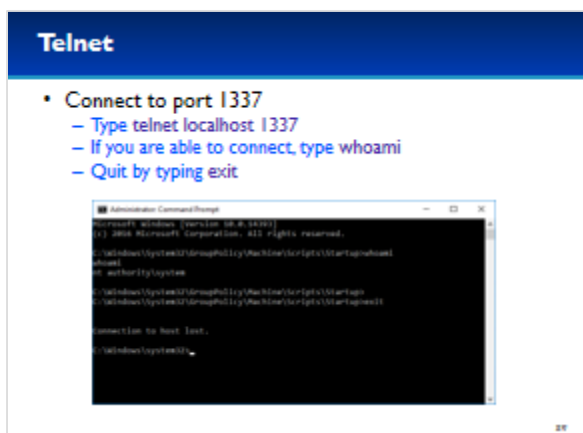 Telnet
• Connect to port 1337
– Type telnet localhost 1337
– If you are able to connect, type whoami
– Quit by typing exit
Administrator: Command Prompt
Microsoft Windows [Version 10.0.14393]
(c) 2016 Microsoft Corporation. All rights reserved.
C:\Windows\System32\GroupPolicy\Machine\Scripts\Startup>whoami
whoami
nt authority\system
C:\Windows\System32\GroupPolicy\Machine\Scripts\Startup>
C:\Windows\System32\GroupPolicy\Machine\Scripts\Startup>exit
Connection to host lost.
C:\Windows\system32>